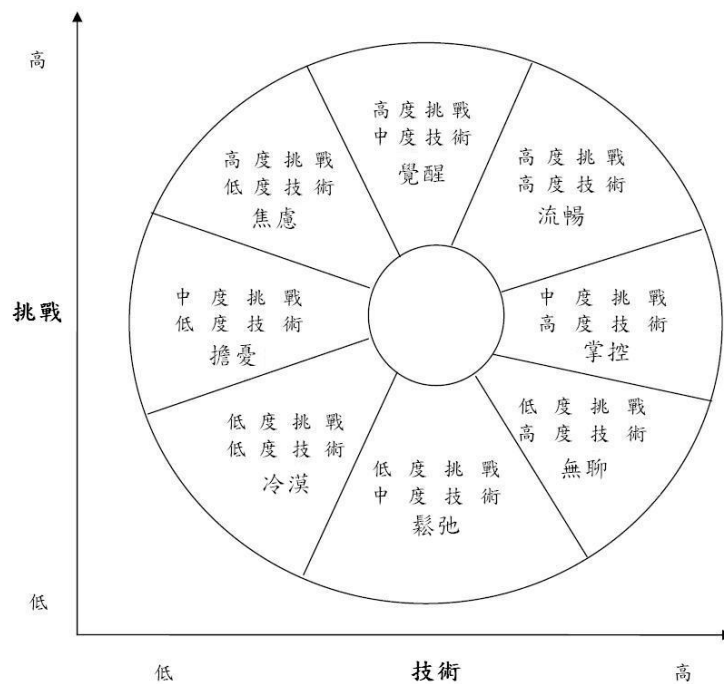 高
高度挑戰
中度技術
覺醒
高度挑戰
低度技術
焦慮
高度挑戰
高度技術
流暢
挑戰
中度挑戰
低度技術
擔憂
中度挑戰
高度技術
掌控
低度挑戰
低度技術
冷漠
低度挑戰
中度技術
鬆弛
低度挑戰
高度技術
無聊
低
低
技術
高